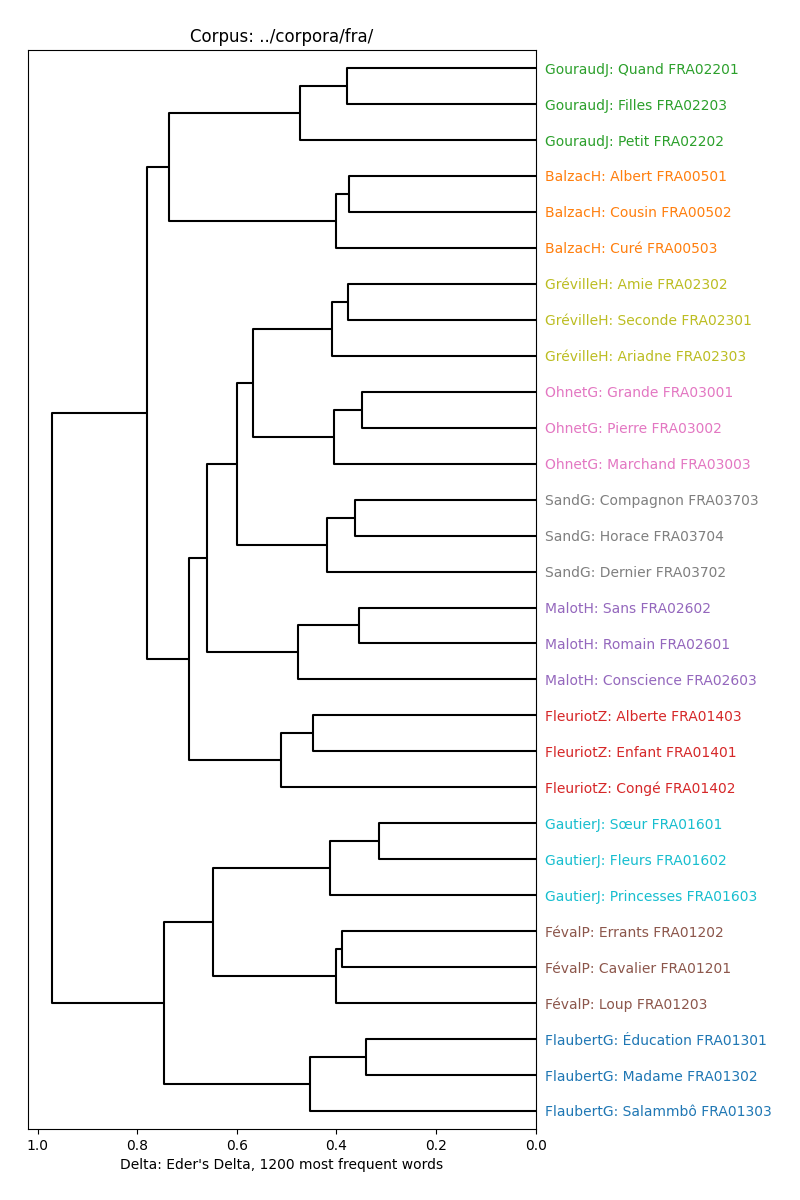 Corpus: ../corpora/fra/
GouraudJ: Quand FRA02201
GouraudJ: Filles FRA02203
GouraudJ: Petit FRA02202
BalzacH: Albert FRA00501
BalzacH: Cousin FRA00502
BalzacH: Curé FRA00503
GrévilleH: Amie FRA02302
GrévilleH: Seconde FRA02301
GrévilleH: Ariadne FRA02303
OhnetG: Grande FRA03001
OhnetG: Pierre FRA03002
OhnetG: Marchand FRA03003
SandG: Compagnon FRA03703
SandG: Horace FRA03704
SandG: Dernier FRA03702
MalotH: Sans FRA02602
MalotH: Romain FRA02601
MalotH: Conscience FRA02603
FleuriotZ: Alberte FRA01403
FleuriotZ: Enfant FRA01401
FleuriotZ: Congé FRA01402
GautierJ: Sœur FRA01601
GautierJ: Fleurs FRA01602
GautierJ: Princesses FRA01603
FévalP: Errants FRA01202
FévalP: Cavalier FRA01201
FévalP: Loup FRA01203
FlaubertG: Éducation FRA01301
FlaubertG: Madame FRA01302
FlaubertG: Salammbô FRA01303
1.0 0.8 0.6 0.4 0.2 0.0
Delta: Eder's Delta, 1200 most frequent words